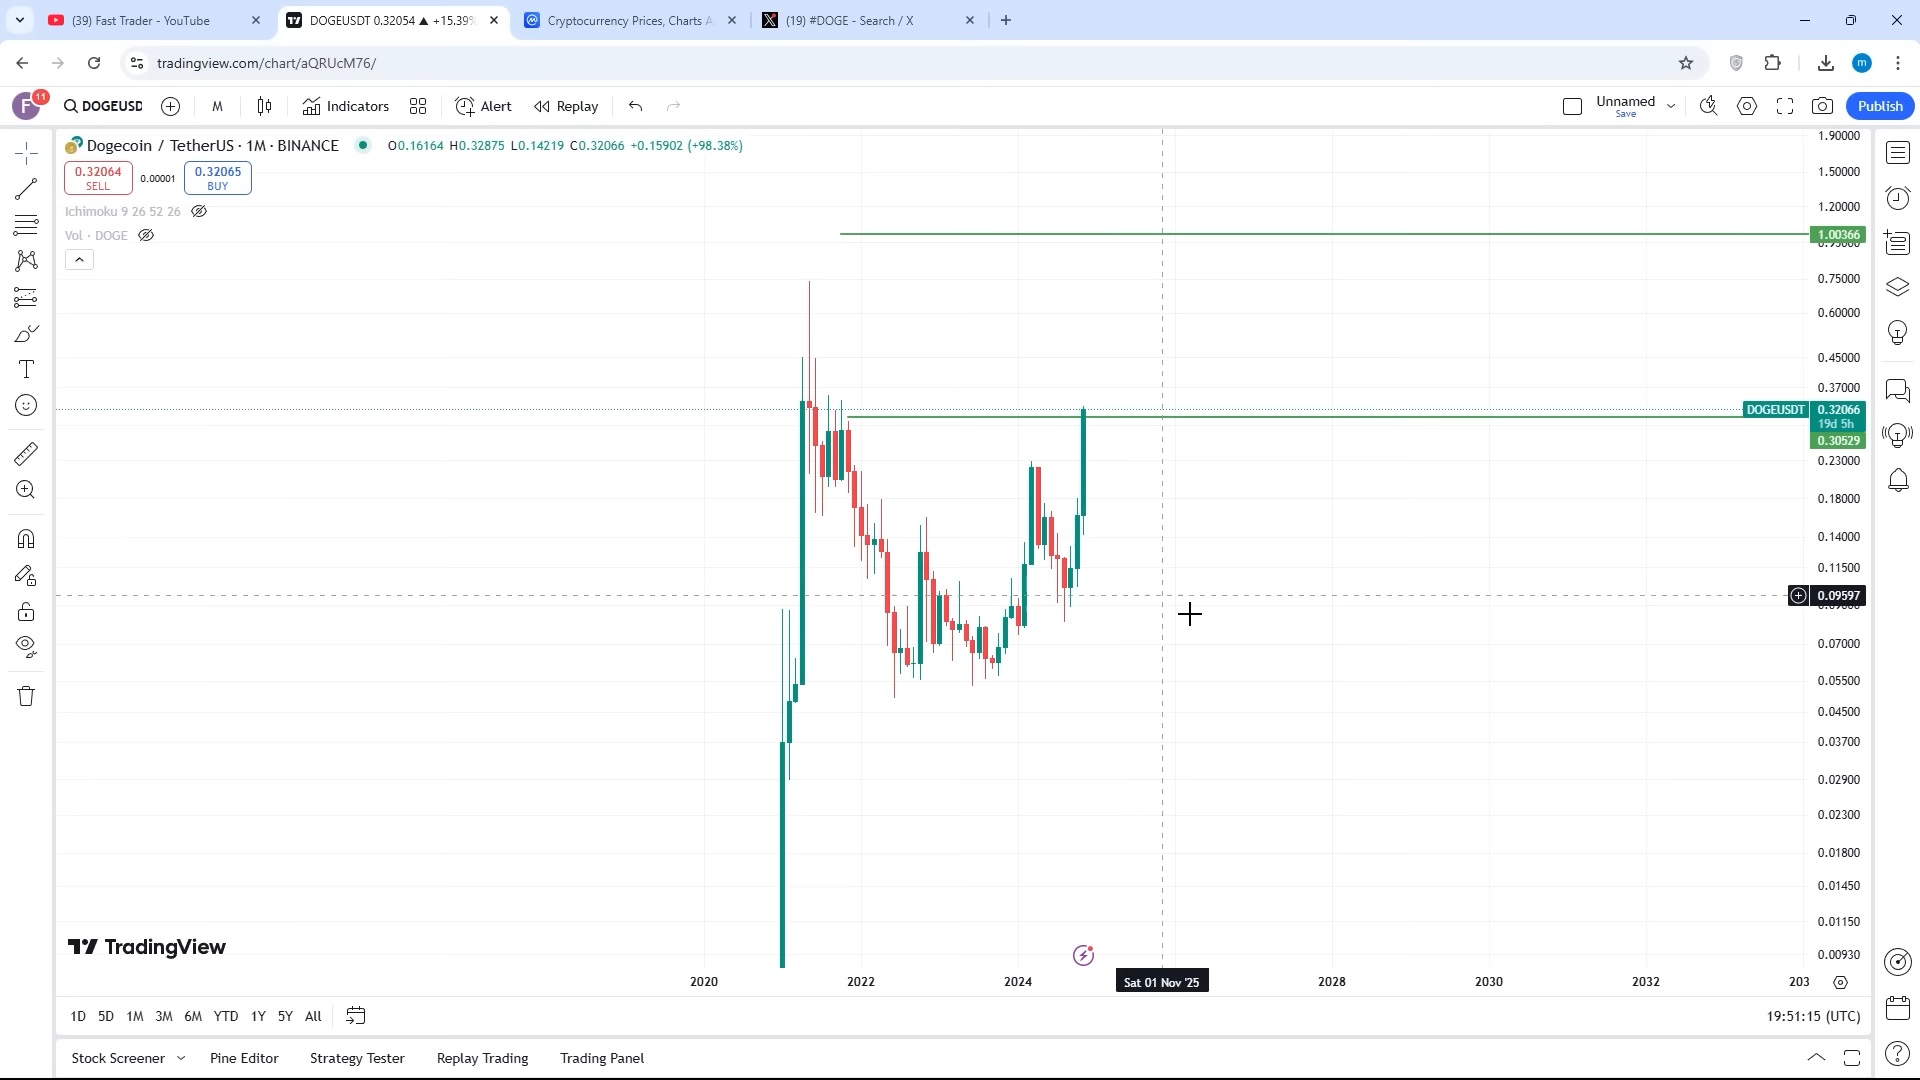 (39) Fast Trader - YouTube
DOGEUSDT 0.32054 ▲ +15.39%
Cryptocurrency Prices, Charts A
(19) #DOGE - Search / X
tradingview.com/chart/aQRUcM76/
m
F
11
DOGEUSD
M
Indicators
Alert
Replay
Unnamed
Save
Publish
Dogecoin / TetherUS · 1M · BINANCE
O0.16164 H0.32875 L0.14219 C0.32066 +0.15902 (+98.38%)
0.32064
SELL
0.00001
0.32065
BUY
Ichimoku 9 26 52 26
Vol · DOGE
1.90000
1.50000
1.20000
1.00366
0.75000
0.60000
0.45000
0.37000
DOGEUSDT
0.32066
19d 5h
0.30529
0.23000
0.18000
0.14000
0.11500
0.09597
0.07000
0.05500
0.04500
0.03700
0.02900
0.02300
0.01800
0.01450
0.01150
0.00930
TradingView
2020
2022
2024
Sat 01 Nov '25
2028
2030
2032
203
1D 5D 1M 3M 6M YTD 1Y 5Y All
19:51:15 (UTC)
Stock Screener
Pine Editor
Strategy Tester
Replay Trading
Trading Panel